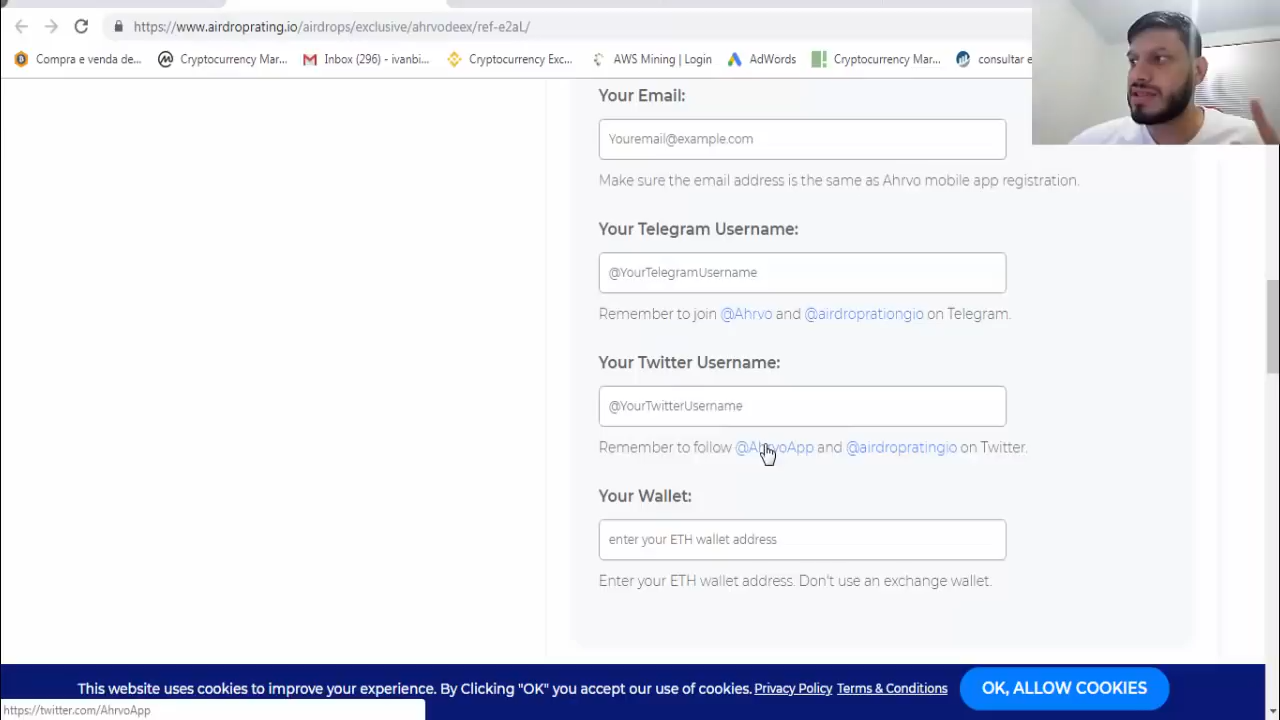 https://www.airdroprating.io/airdrops/exclusive/ahrvodeex/ref-e2aL/
Compra e venda de... Cryptocurrency Mar... Inbox (296) - ivanbi... Cryptocurrency Exc... AWS Mining | Login AdWords Cryptocurrency Mar... consultar e
Your Email:
Youremail@example.com
Make sure the email address is the same as Ahrvo mobile app registration.
Your Telegram Username:
@YourTelegramUsername
Remember to join @Ahrvo and @airdroprationgio on Telegram.
Your Twitter Username:
@YourTwitterUsername
Remember to follow @AhrvoApp and @airdropratingio on Twitter.
Your Wallet:
enter your ETH wallet address
Enter your ETH wallet address. Don't use an exchange wallet.
This website uses cookies to improve your experience. By Clicking "OK" you accept our use of cookies. Privacy Policy Terms & Conditions OK, ALLOW COOKIES
https://twitter.com/AhrvoApp